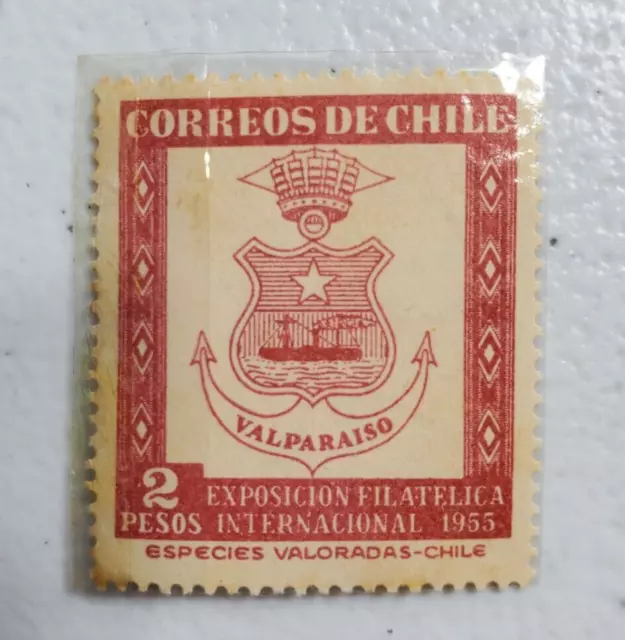 CORREOS DE CHILE
VALPARAISO
2 EXPOSICION FILATELICA
PESOS INTERNACIONAL 1955
ESPECIES VALORADAS-CHILE